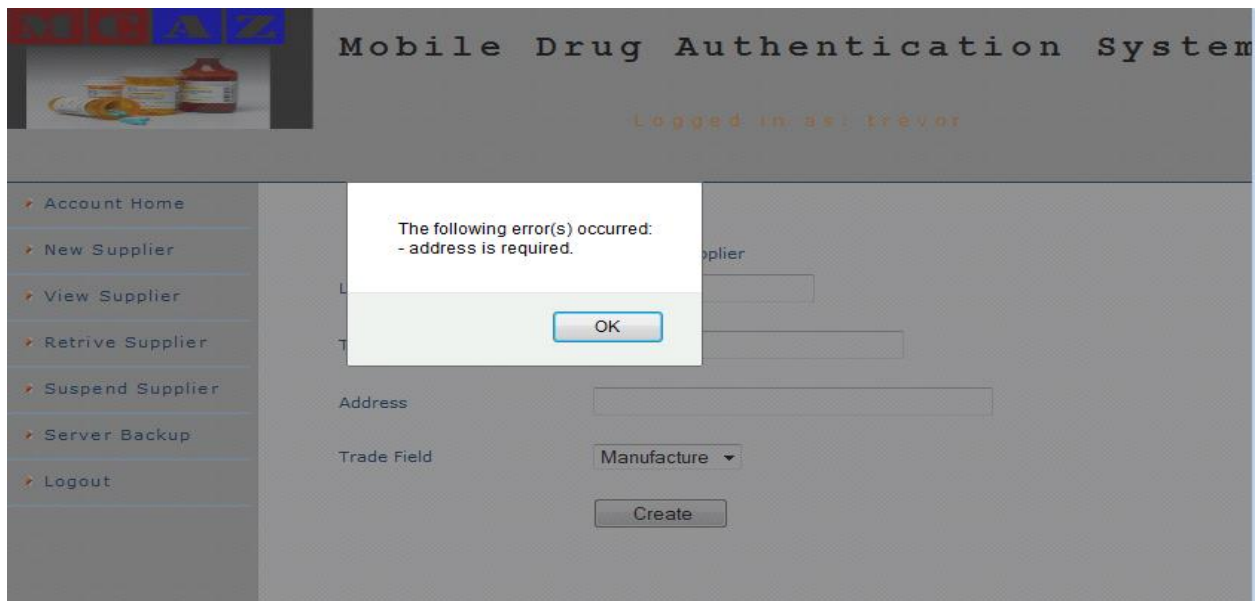 MCAZ
Mobile Drug Authentication System
Logged in as: trevor
Account Home
New Supplier
View Supplier
Retrive Supplier
Suspend Supplier
Server Backup
Logout
The following error(s) occurred:
- address is required.
OK
Address
Trade Field
Manufacture
Create